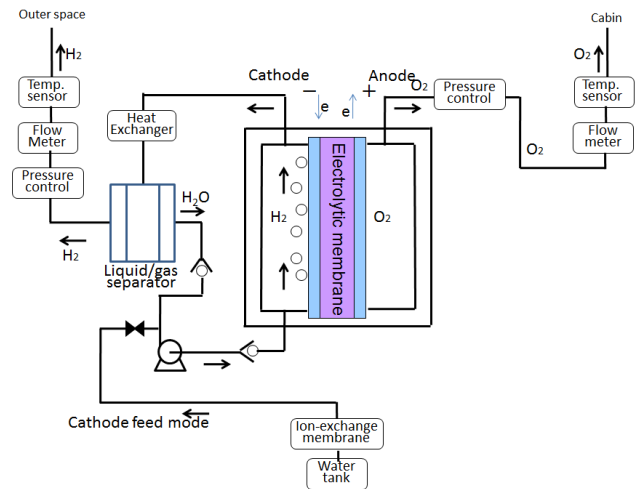 Outer space
Cabin
H2
O2
Temp.
sensor
Cathode
−
+
Anode
O2
Pressure
control
Temp.
sensor
e
e
Heat
Exchanger
Flow
Meter
Flow
meter
O2
Pressure
control
Electrolytic membrane
H2O
H2
O2
H2
Liquid/gas
separator
Cathode feed mode
Ion-exchange
membrane
Water
tank